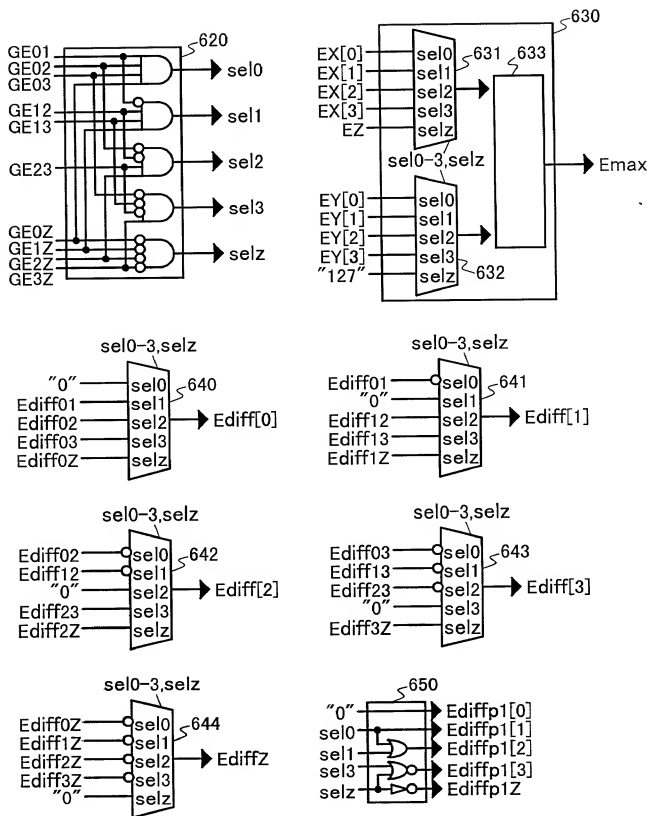 GE01
GE02
GE03
GE12
GE13
GE23
GE0Z
GE1Z
GE2Z
GE3Z
620
sel0
sel1
sel2
sel3
selz
630
EX[0]
EX[1]
EX[2]
EX[3]
EZ
sel0
sel1
sel2
sel3
selz
631
633
sel0-3,selz
EY[0]
EY[1]
EY[2]
EY[3]
"127"
sel0
sel1
sel2
sel3
selz
632
Emax
sel0-3,selz
"0"
Ediff01
Ediff02
Ediff03
Ediff0Z
sel0
sel1
sel2
sel3
selz
640
Ediff[0]
sel0-3,selz
Ediff01
"0"
Ediff12
Ediff13
Ediff1Z
sel0
sel1
sel2
sel3
selz
641
Ediff[1]
sel0-3,selz
Ediff02
Ediff12
"0"
Ediff23
Ediff2Z
sel0
sel1
sel2
sel3
selz
642
Ediff[2]
sel0-3,selz
Ediff03
Ediff13
Ediff23
"0"
Ediff3Z
sel0
sel1
sel2
sel3
selz
643
Ediff[3]
sel0-3,selz
Ediff0Z
Ediff1Z
Ediff2Z
Ediff3Z
"0"
sel0
sel1
sel2
sel3
selz
644
EdiffZ
650
"0"
sel0
sel1
sel3
selz
Ediffp1[0]
Ediffp1[1]
Ediffp1[2]
Ediffp1[3]
Ediffp1Z